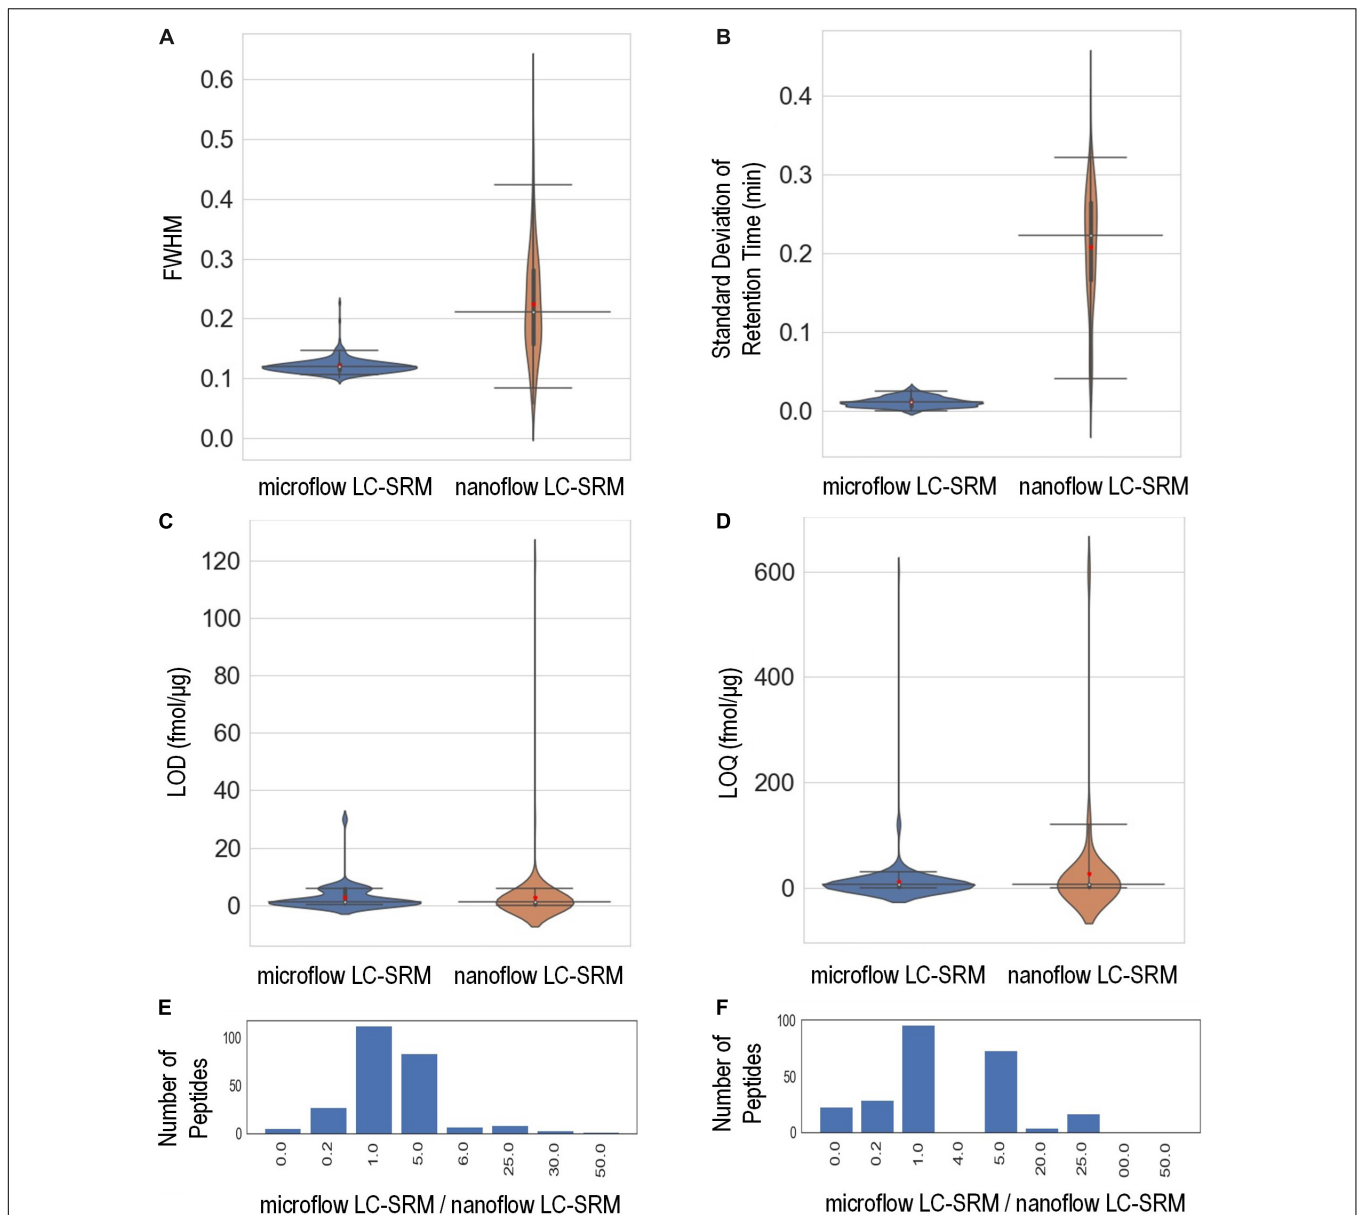 A
FWHM
0.6
0.5
0.4
0.3
0.2
0.1
0.0
microflow LC-SRM
nanoflow LC-SRM
B
Standard Deviation of
Retention Time (min)
0.4
0.3
0.2
0.1
0.0
microflow LC-SRM
nanoflow LC-SRM
C
LOD (fmol/µg)
120
100
80
60
40
20
0
microflow LC-SRM
nanoflow LC-SRM
D
LOQ (fmol/µg)
600
400
200
0
microflow LC-SRM
nanoflow LC-SRM
E
Number of
Peptides
100
50
0
0.0
0.2
1.0
5.0
6.0
25.0
30.0
50.0
microflow LC-SRM / nanoflow LC-SRM
F
Number of
Peptides
100
50
0
0.0
0.2
1.0
4.0
5.0
20.0
25.0
00.0
50.0
microflow LC-SRM / nanoflow LC-SRM